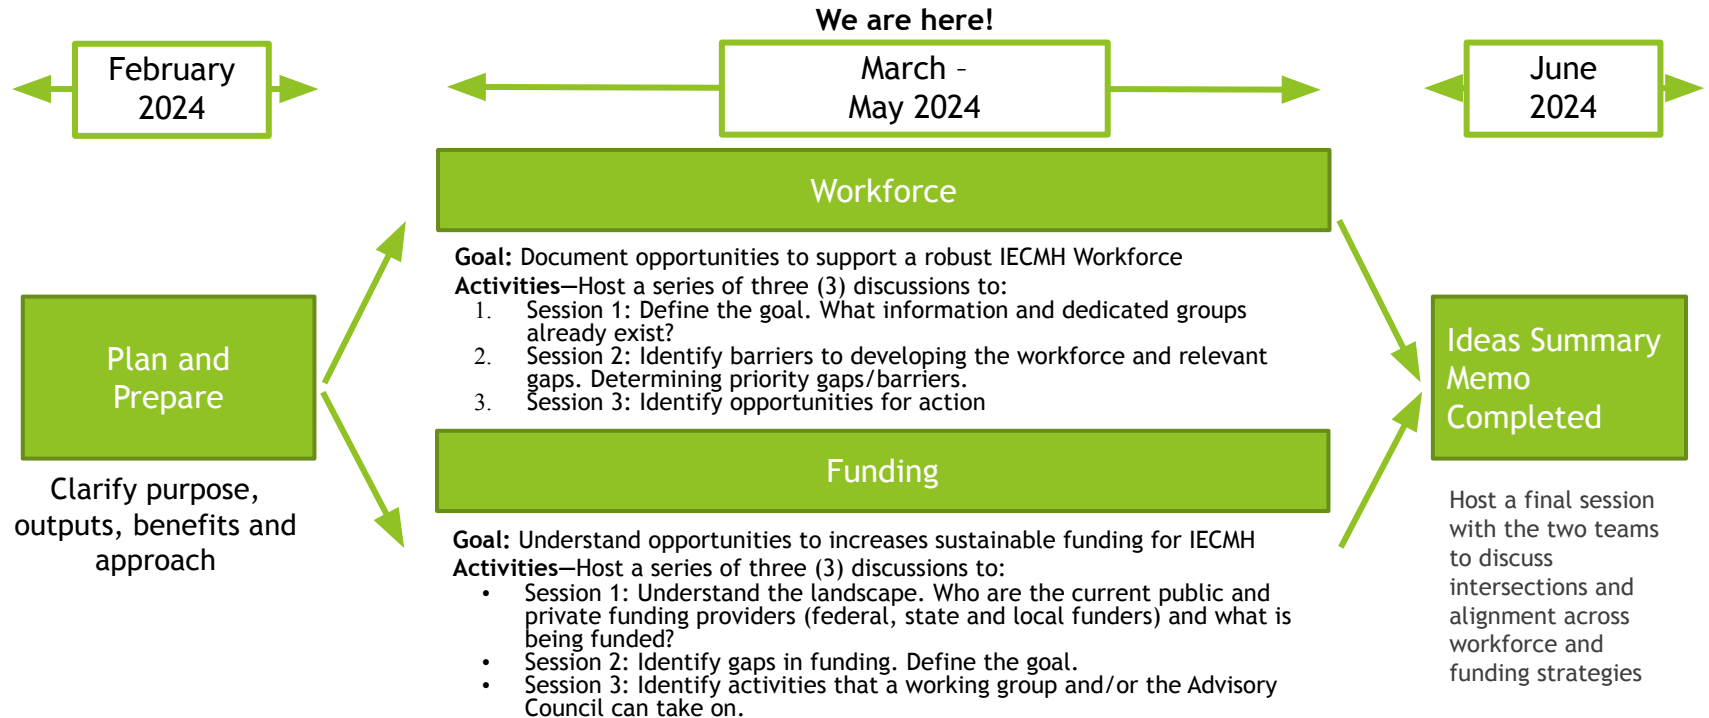 We are here!
February
2024
March –
May 2024
June
2024
Workforce
Goal: Document opportunities to support a robust IECMH Workforce
Activities—Host a series of three (3) discussions to:
1. Session 1: Define the goal. What information and dedicated groups
already exist?
2. Session 2: Identify barriers to developing the workforce and relevant
gaps. Determining priority gaps/barriers.
3. Session 3: Identify opportunities for action
Plan and
Prepare
Clarify purpose,
outputs, benefits and
approach
Funding
Goal: Understand opportunities to increases sustainable funding for IECMH
Activities—Host a series of three (3) discussions to:
• Session 1: Understand the landscape. Who are the current public and
private funding providers (federal, state and local funders) and what is
being funded?
• Session 2: Identify gaps in funding. Define the goal.
• Session 3: Identify activities that a working group and/or the Advisory
Council can take on.
Ideas Summary
Memo
Completed
Host a final session
with the two teams
to discuss
intersections and
alignment across
workforce and
funding strategies